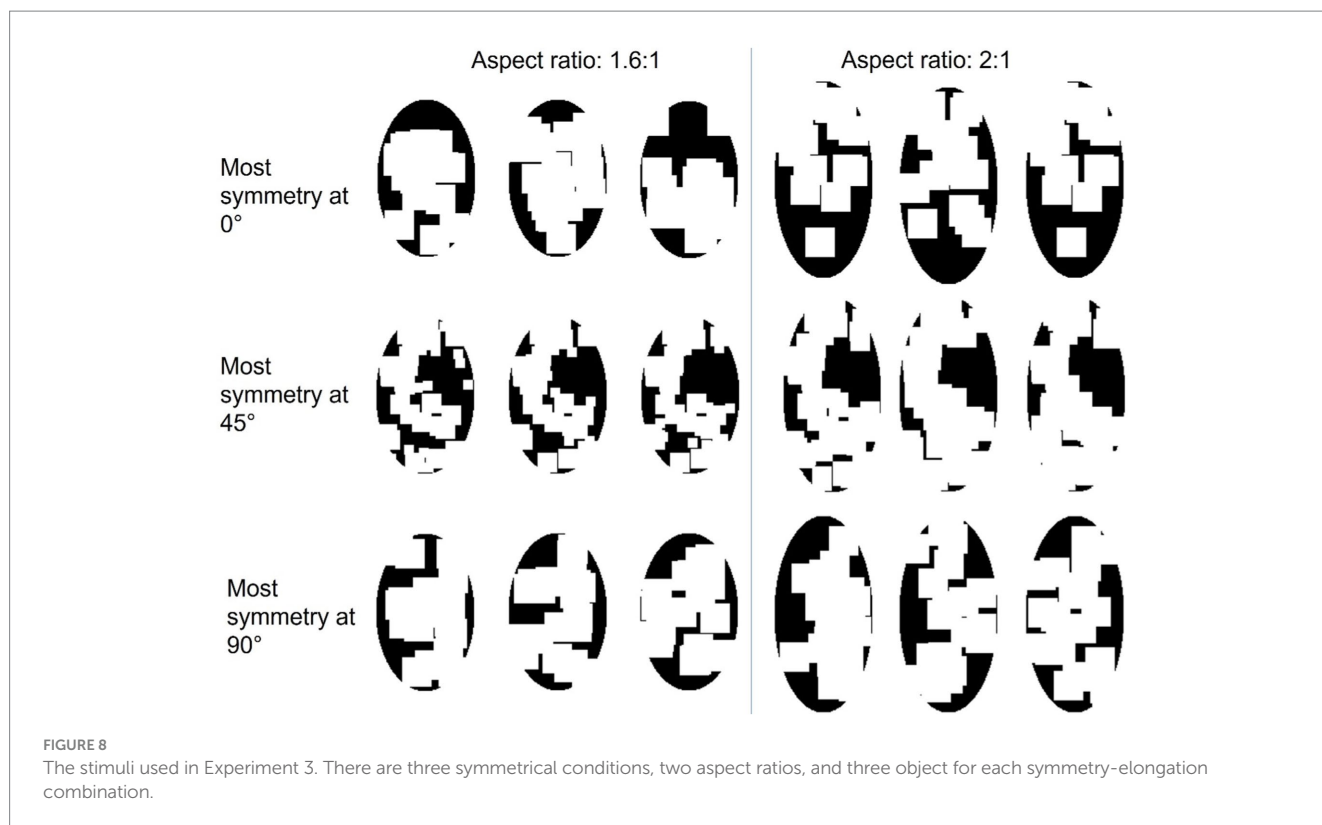 Aspect ratio: 1.6:1
Aspect ratio: 2:1
Most
symmetry at
0°
Most
symmetry at
45°
Most
symmetry at
90°
FIGURE 8
The stimuli used in Experiment 3. There are three symmetrical conditions, two aspect ratios, and three object for each symmetry-elongation
combination.